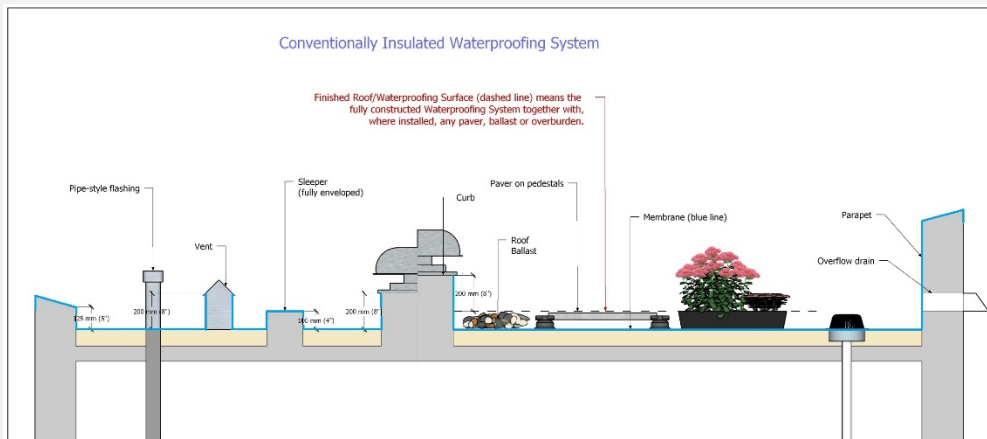 Conventionally Insulated Waterproofing System
Finished Roof/Waterproofing Surface (dashed line) means the
fully constructed Waterproofing System together with,
where installed, any paver, ballast or overburden.
Pipe-style flashing
Sleeper
(fully enveloped)
Curb
Paver on pedestals
Membrane (blue line)
Parapet
Vent
Roof
Ballast
Overflow drain
125 mm (5")
200 mm (8")
100 mm (4")
200 mm (8")
200 mm (8")